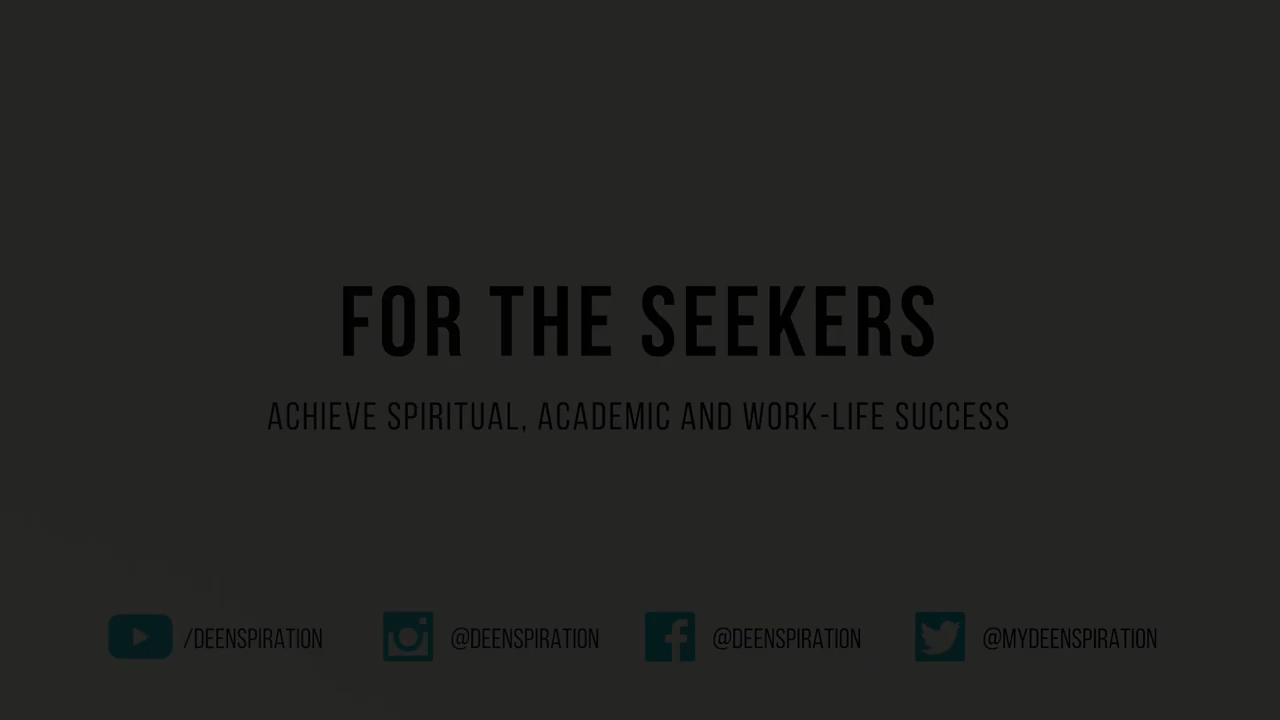 FOR THE SEEKERS
ACHIEVE SPIRITUAL, ACADEMIC AND WORK-LIFE SUCCESS
/DEENSPIRATION @DEENSPIRATION @DEENSPIRATION @MYDEENSPIRATION